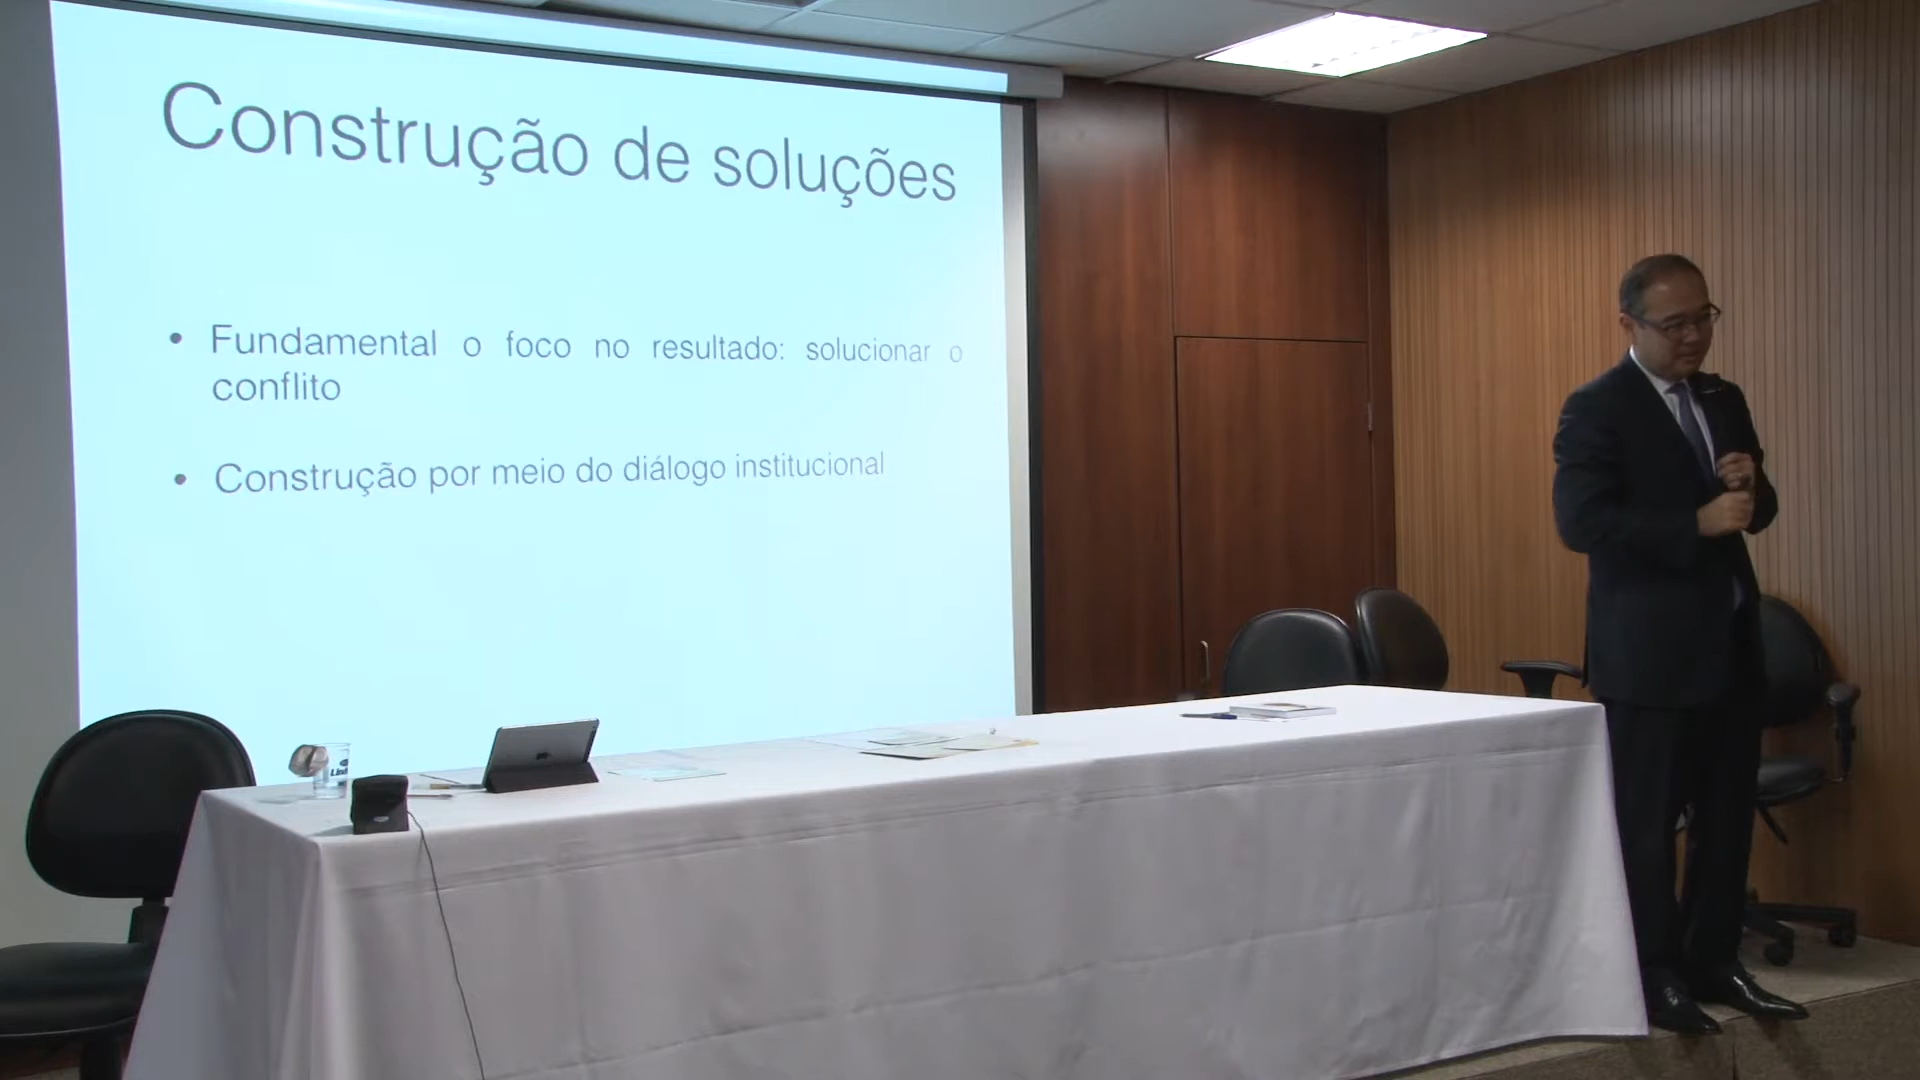 Construção de soluções
• Fundamental o foco no resultado: solucionar o
conflito
• Construção por meio do diálogo institucional